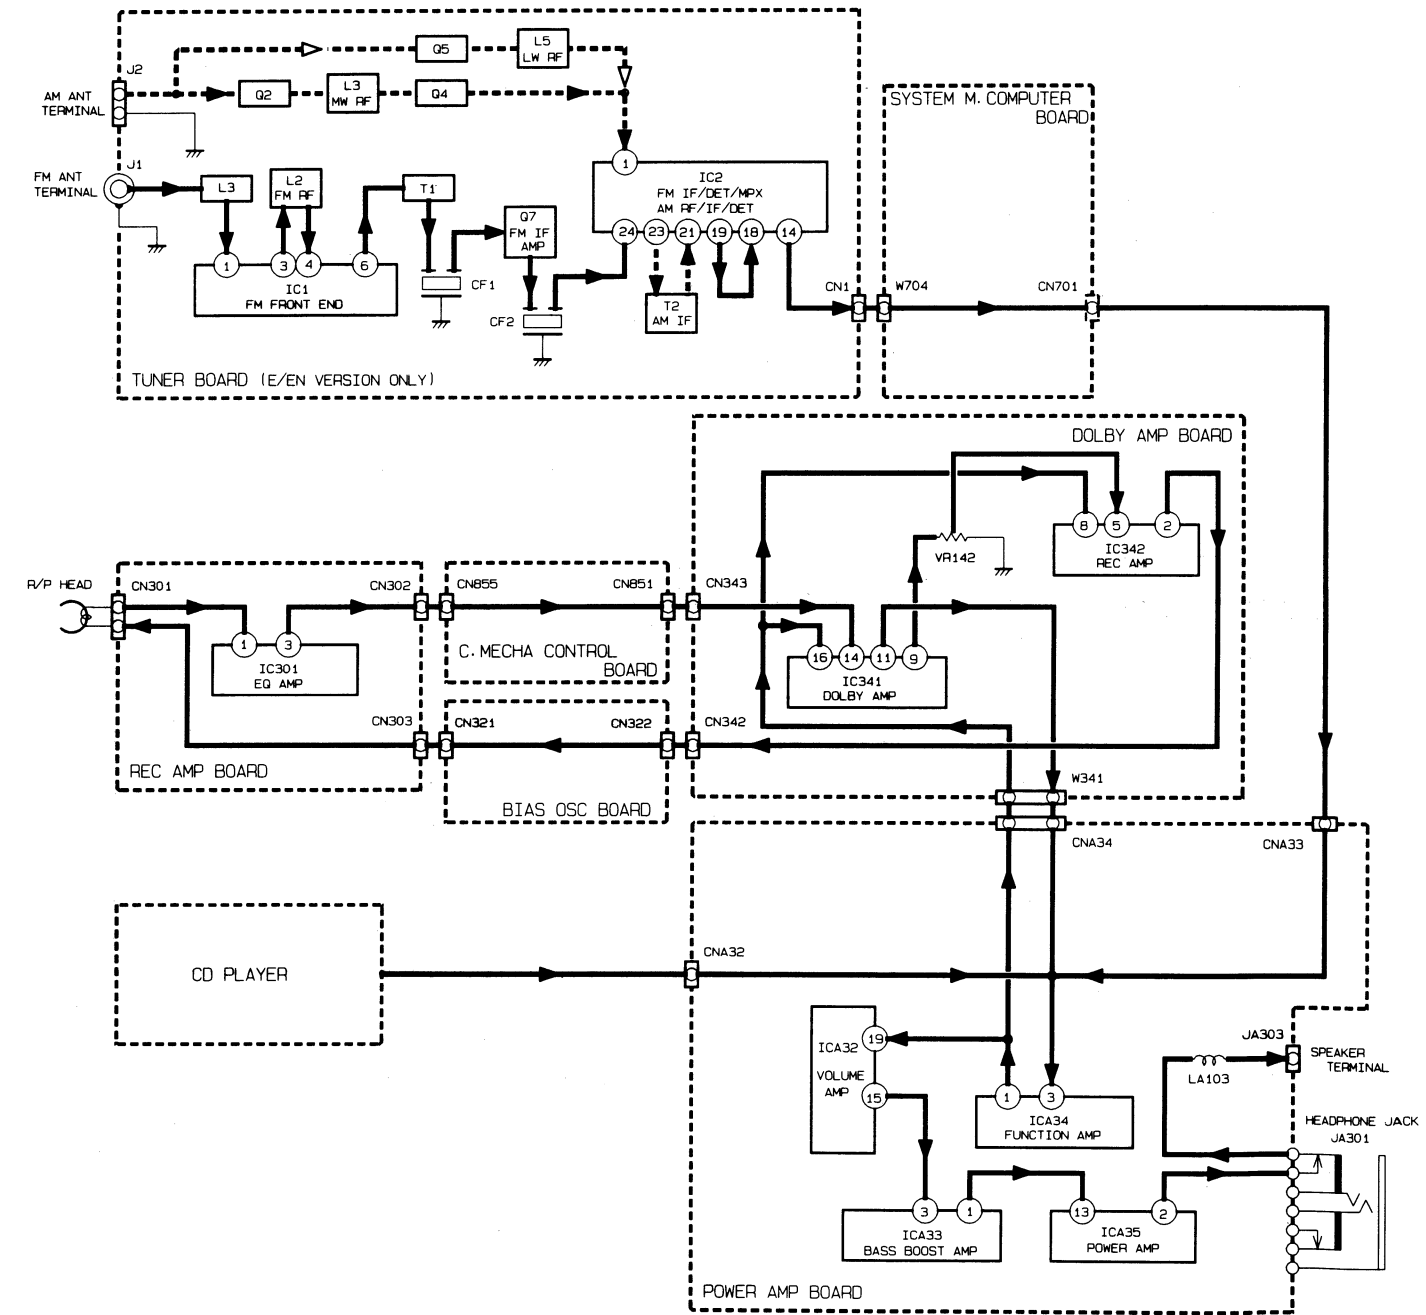 J2
AM ANT
TERMINAL
Q5
L5
LW RF
Q2
L3
MW RF
Q4
J1
FM ANT
TERMINAL
L3
L2
FM RF
T1
Q7
FM IF
AMP
1
IC2
FM IF/DET/MPX
AM RF/IF/DET
24
23
21
19
18
14
1
3
4
6
IC1
FM FRONT END
CF1
CF2
T2
AM IF
CN1
TUNER BOARD (E/EN VERSION ONLY)
SYSTEM M. COMPUTER
BOARD
W704
CN701
DOLBY AMP BOARD
8
5
2
IC342
REC AMP
VR142
R/P HEAD
CN301
CN302
1
3
IC301
EQ AMP
CN303
REC AMP BOARD
CN855
CN851
C. MECHA CONTROL
BOARD
CN321
CN322
BIAS OSC BOARD
CN343
16
14
11
9
IC341
DOLBY AMP
CN342
W341
CNA34
CNA33
CD PLAYER
CNA32
ICA32
VOLUME
AMP
19
15
1
3
ICA34
FUNCTION AMP
JA303
SPEAKER
TERMINAL
LA103
HEADPHONE JACK
JA301
3
1
ICA33
BASS BOOST AMP
13
2
ICA35
POWER AMP
POWER AMP BOARD